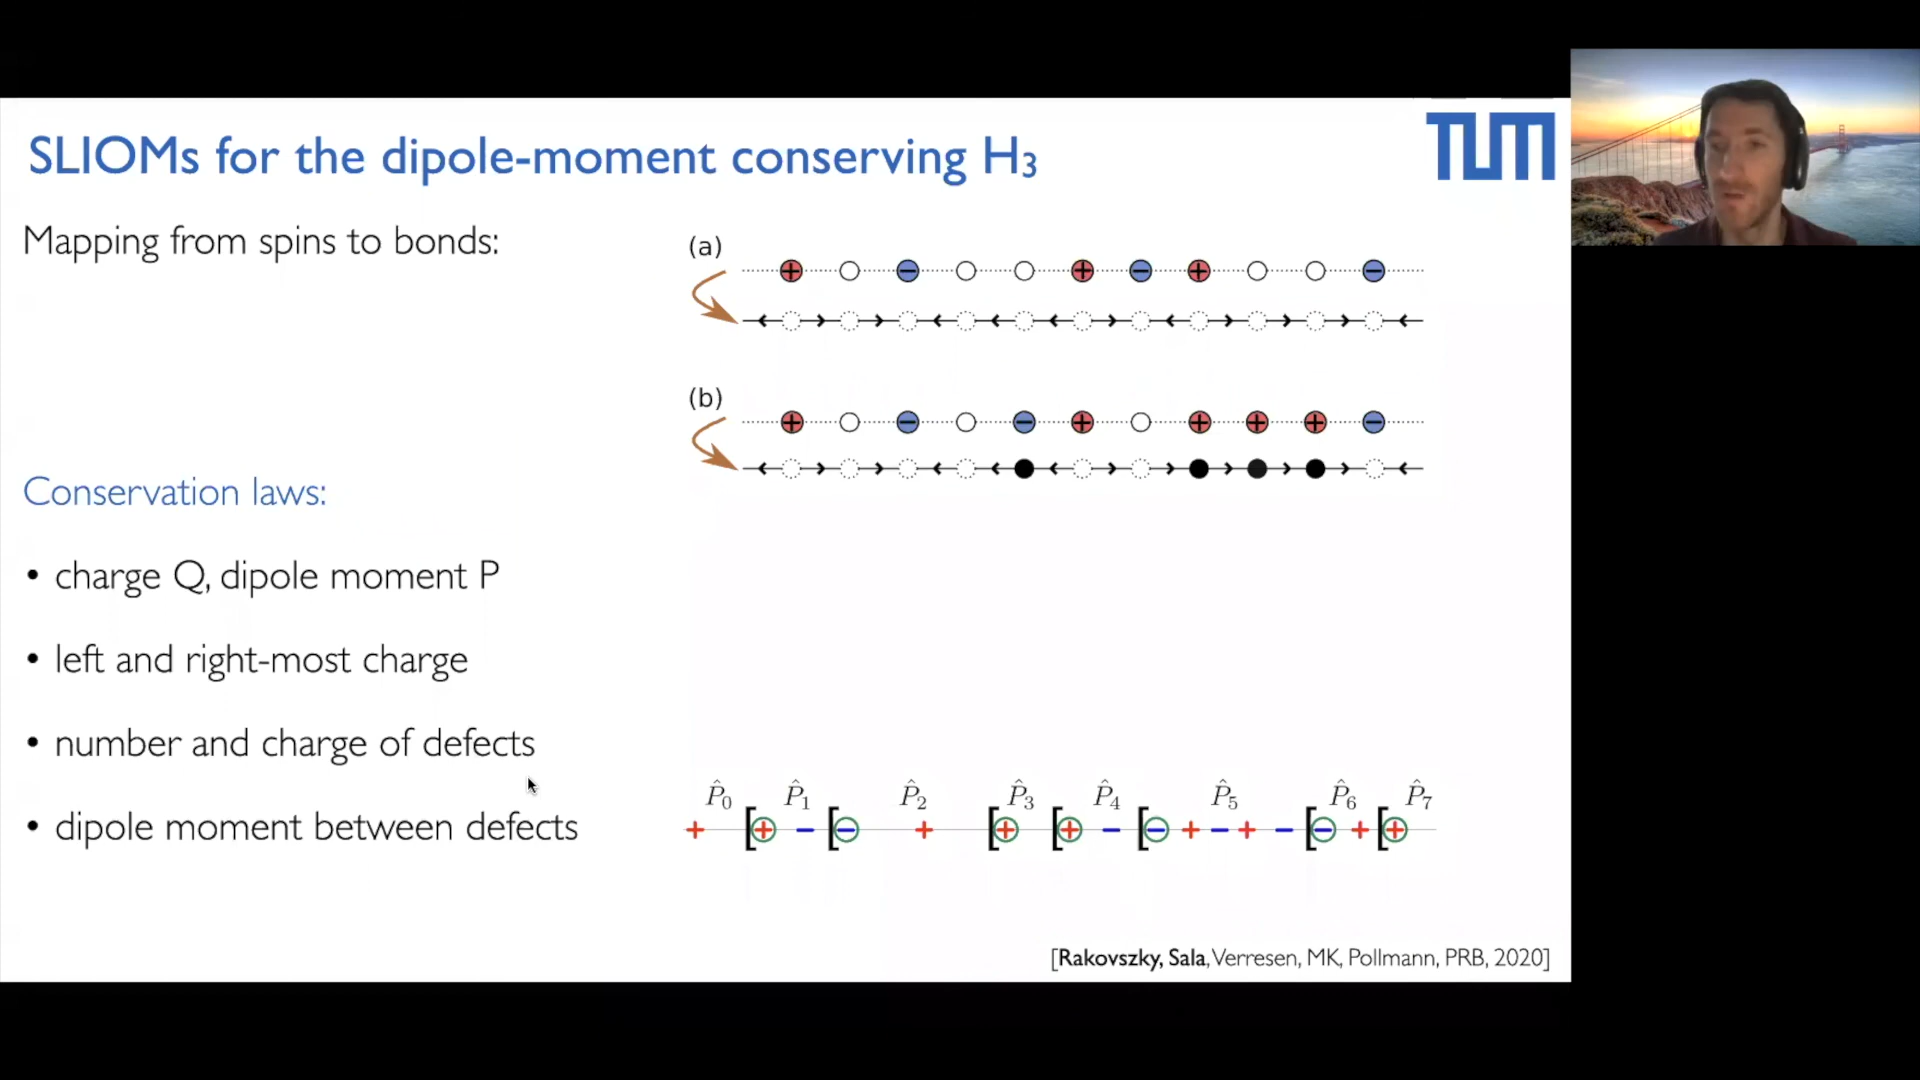 SLIOMs for the dipole-moment conserving H₃
TUM
Mapping from spins to bonds:
(a)
+ − + − + −
(b)
+ − − + + + + −
Conservation laws:
• charge Q, dipole moment P
• left and right-most charge
• number and charge of defects
• dipole moment between defects
P̂₀ P̂₁ P̂₂ P̂₃ P̂₄ P̂₅ P̂₆ P̂₇
+ [+ − [− + [+ [+ − [− + − + − [− + [+
[Rakovszky, Sala, Verresen, MK, Pollmann, PRB, 2020]